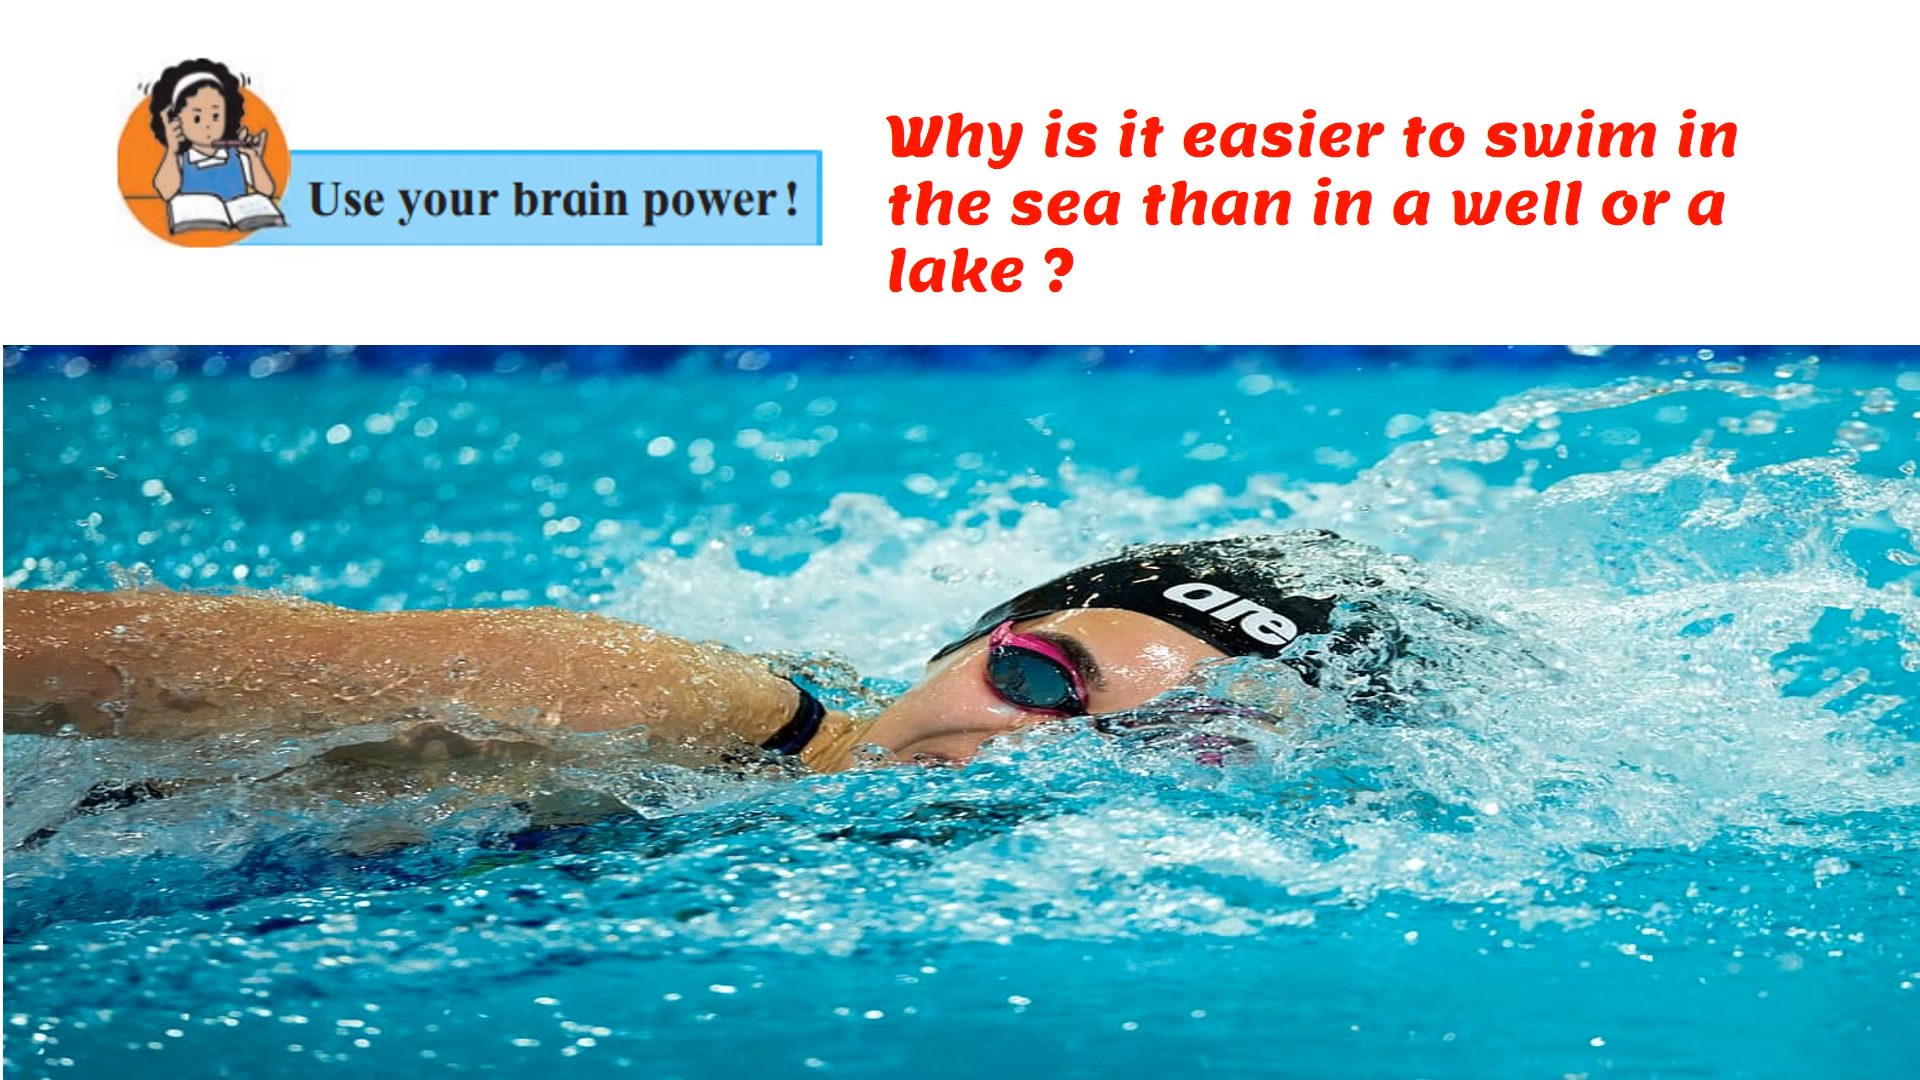 Use your brain power!
Why is it easier to swim in
the sea than in a well or a
lake ?
are